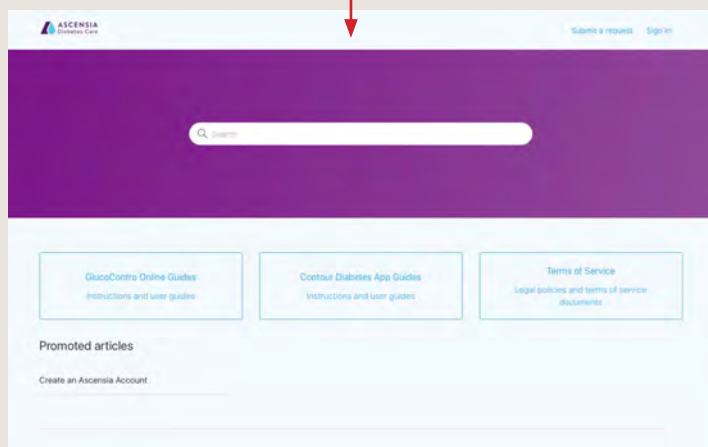 ASCENSIA
Diabetes Care
Submit a request Sign in
Search
GlucoContro Online Guides
Instructions and user guides
Contour Diabetes App Guides
Instructions and user guides
Terms of Service
Legal policies and terms of service
documents
Promoted articles
Create an Ascensia Account